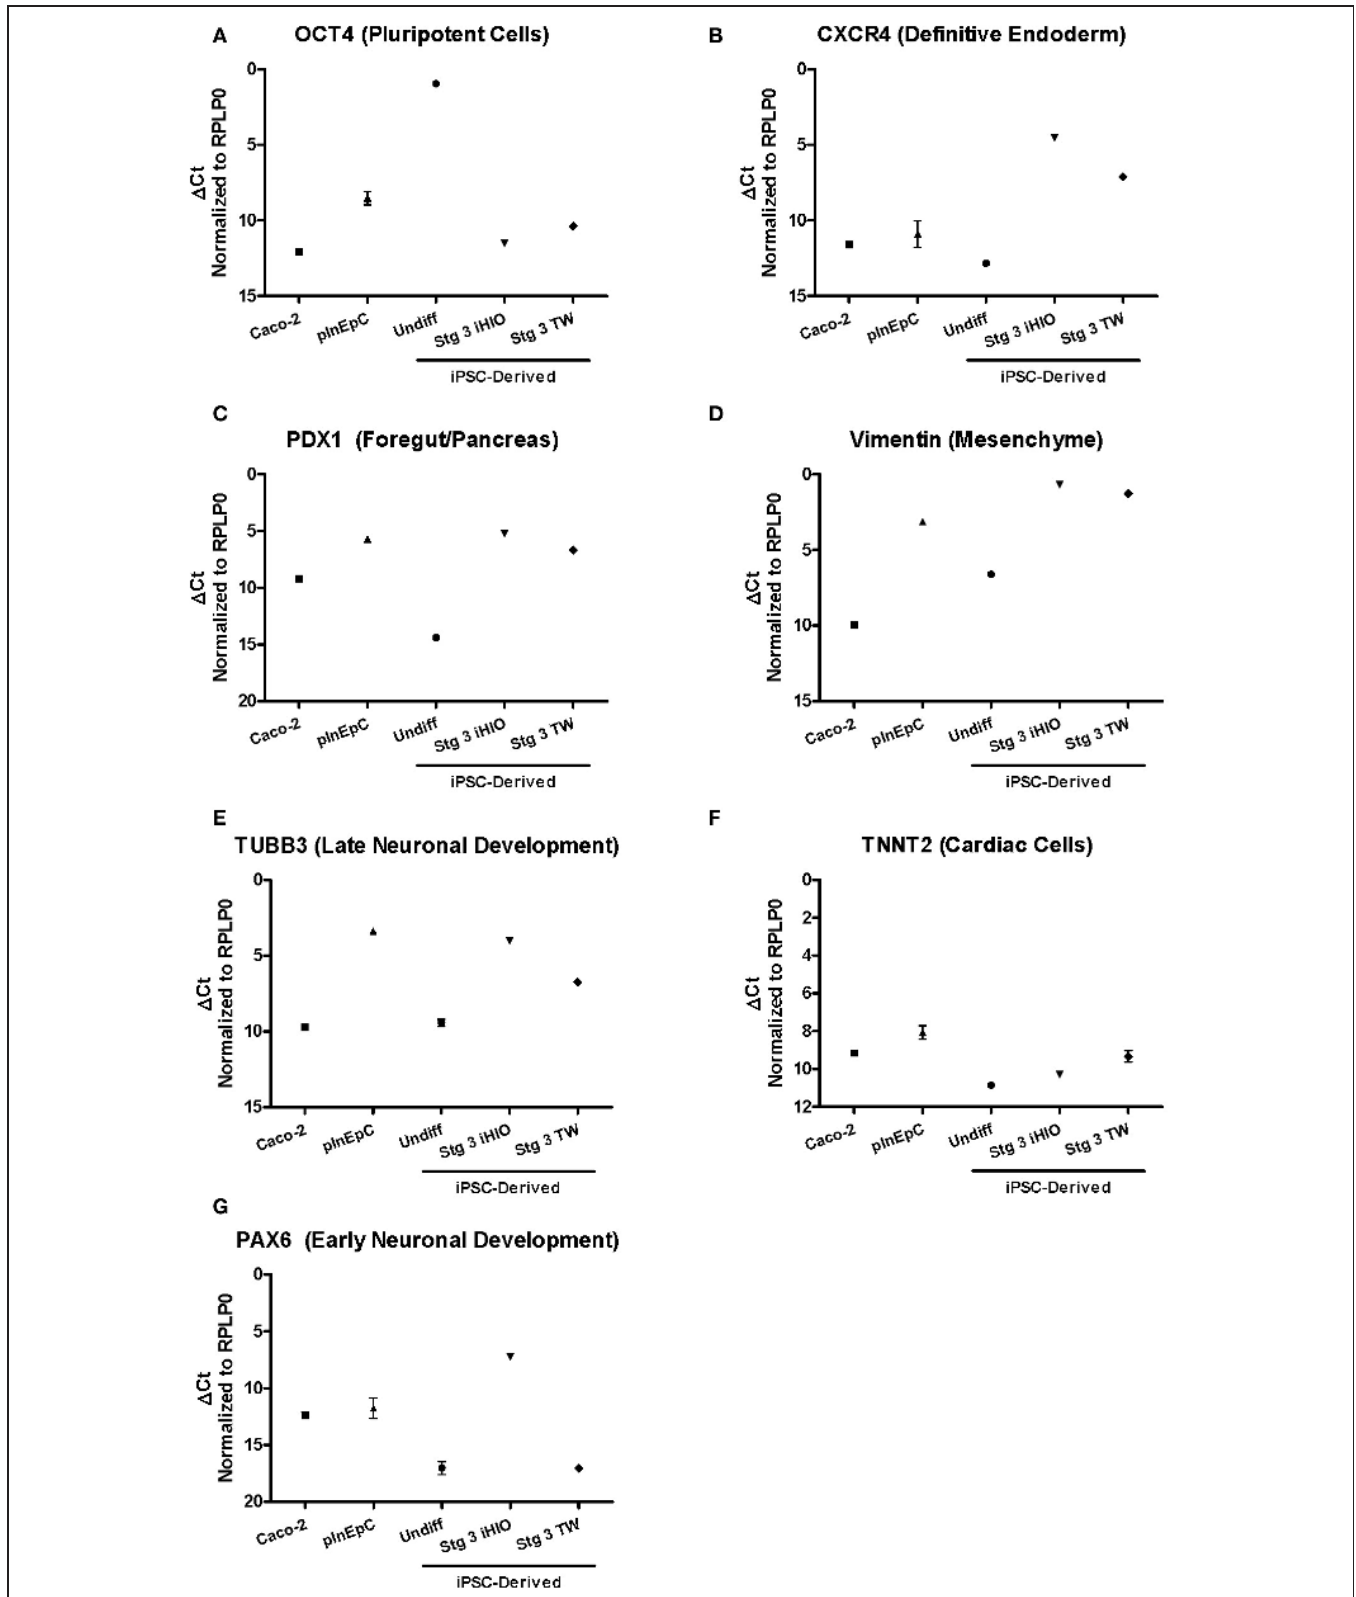 A
OCT4 (Pluripotent Cells)
ΔCt
Normalized to RPLP0
0
5
10
15
Caco-2
pInEpC
Undiff
Stg 3 iHIO
Stg 3 TW
iPSC-Derived
B
CXCR4 (Definitive Endoderm)
ΔCt
Normalized to RPLP0
0
5
10
15
Caco-2
pInEpC
Undiff
Stg 3 iHIO
Stg 3 TW
iPSC-Derived
C
PDX1 (Foregut/Pancreas)
ΔCt
Normalized to RPLP0
0
5
10
15
20
Caco-2
pInEpC
Undiff
Stg 3 iHIO
Stg 3 TW
iPSC-Derived
D
Vimentin (Mesenchyme)
ΔCt
Normalized to RPLP0
0
5
10
15
Caco-2
pInEpC
Undiff
Stg 3 iHIO
Stg 3 TW
iPSC-Derived
E
TUBB3 (Late Neuronal Development)
ΔCt
Normalized to RPLP0
0
5
10
15
Caco-2
pInEpC
Undiff
Stg 3 iHIO
Stg 3 TW
iPSC-Derived
F
TNNT2 (Cardiac Cells)
ΔCt
Normalized to RPLP0
0
2
4
6
8
10
12
Caco-2
pInEpC
Undiff
Stg 3 iHIO
Stg 3 TW
iPSC-Derived
G
PAX6 (Early Neuronal Development)
ΔCt
Normalized to RPLP0
0
5
10
15
20
Caco-2
pInEpC
Undiff
Stg 3 iHIO
Stg 3 TW
iPSC-Derived